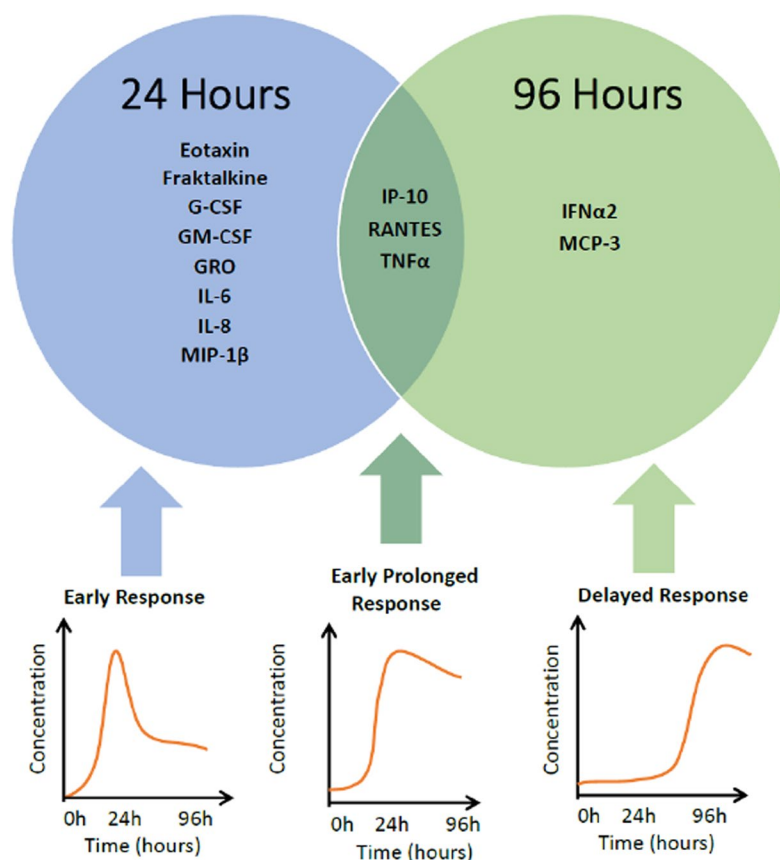 24 Hours
96 Hours
Eotaxin
Fraktalkine
G-CSF
GM-CSF
GRO
IL-6
IL-8
MIP-1β
IP-10
RANTES
TNFα
IFNα2
MCP-3
Early Response
Concentration
0h 24h 96h
Time (hours)
Early Prolonged
Response
Concentration
0h 24h 96h
Time (hours)
Delayed Response
Concentration
0h 24h 96h
Time (hours)